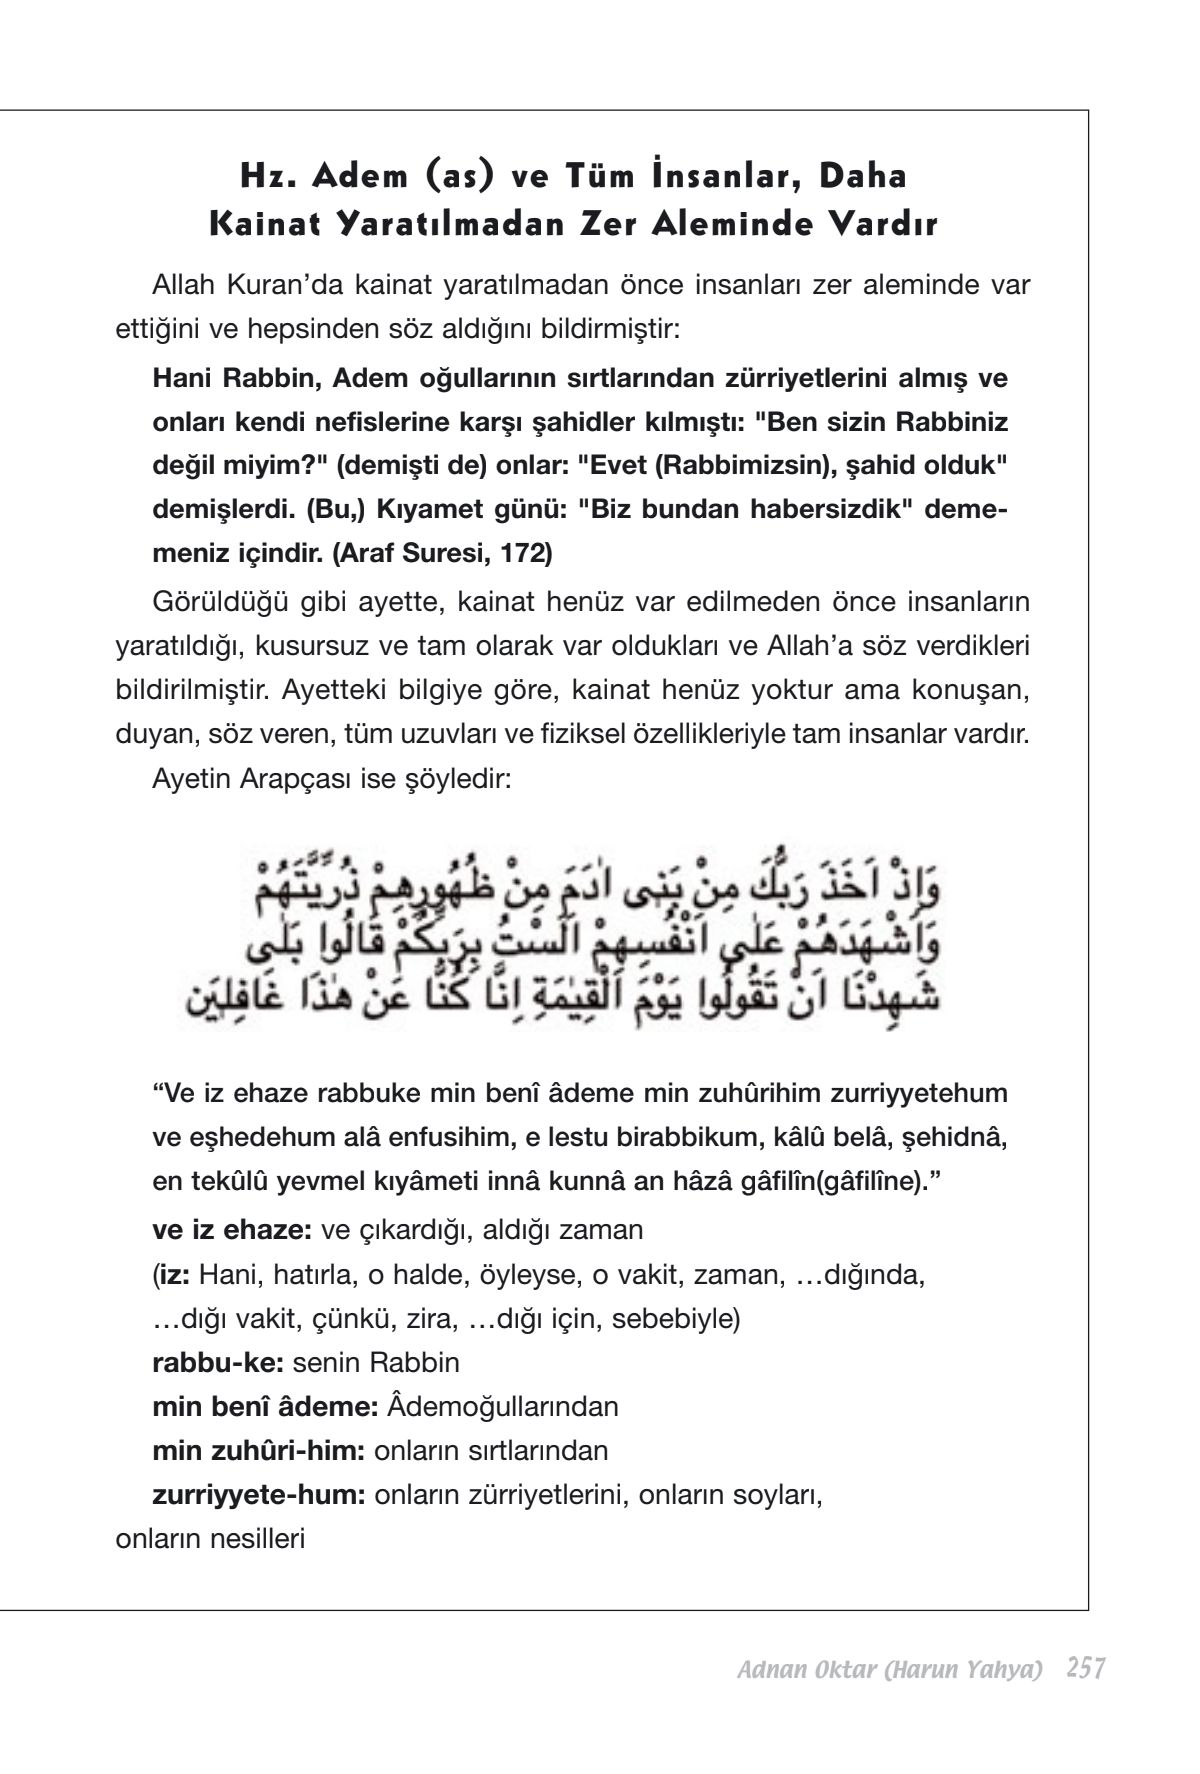 Hz. Adem (as) ve Tüm İnsanlar, Daha
Kainat Yaratılmadan Zer Aleminde Vardır
Allah Kuran’da kainat yaratılmadan önce insanları zer aleminde var
ettiğini ve hepsinden söz aldığını bildirmiştir:
Hani Rabbin, Adem oğullarının sırtlarından zürriyetlerini almış ve
onları kendi nefislerine karşı şahidler kılmıştı: "Ben sizin Rabbiniz
değil miyim?" (demişti de) onlar: "Evet (Rabbimizsin), şahid olduk"
demişlerdi. (Bu,) Kıyamet günü: "Biz bundan habersizdik" deme-
meniz içindir. (Araf Suresi, 172)
Görüldüğü gibi ayette, kainat henüz var edilmeden önce insanların
yaratıldığı, kusursuz ve tam olarak var oldukları ve Allah’a söz verdikleri
bildirilmiştir. Ayetteki bilgiye göre, kainat henüz yoktur ama konuşan,
duyan, söz veren, tüm uzuvları ve fiziksel özellikleriyle tam insanlar vardır.
Ayetin Arapçası ise şöyledir:
وَاِذْ اَخَذَ رَبُّكَ مِنْ بَنِى اٰدَمَ مِنْ ظُهُورِهِمْ ذُرِّيَّتَهُمْ
وَاَشْهَدَهُمْ عَلٰى اَنْفُسِهِمْ اَلَسْتُ بِرَبِّكُمْ قَالُوا بَلٰى
شَهِدْنَا اَنْ تَقُولُوا يَوْمَ الْقِيٰمَةِ اِنَّا كُنَّا عَنْ هٰذَا غَافِلِينَ
“Ve iz ehaze rabbuke min benî âdeme min zuhûrihim zurriyyetehum
ve eşhedehum alâ enfusihim, e lestu birabbikum, kâlû belâ, şehidnâ,
en tekûlû yevmel kıyâmeti innâ kunnâ an hâzâ gâfilîn(gâfilîne).”
ve iz ehaze: ve çıkardığı, aldığı zaman
(iz: Hani, hatırla, o halde, öyleyse, o vakit, zaman, …dığında,
…dığı vakit, çünkü, zira, …dığı için, sebebiyle)
rabbu-ke: senin Rabbin
min benî âdeme: Âdemoğullarından
min zuhûri-him: onların sırtlarından
zurriyyete-hum: onların zürriyetlerini, onların soyları,
onların nesilleri
Adnan Oktar (Harun Yahya) 257